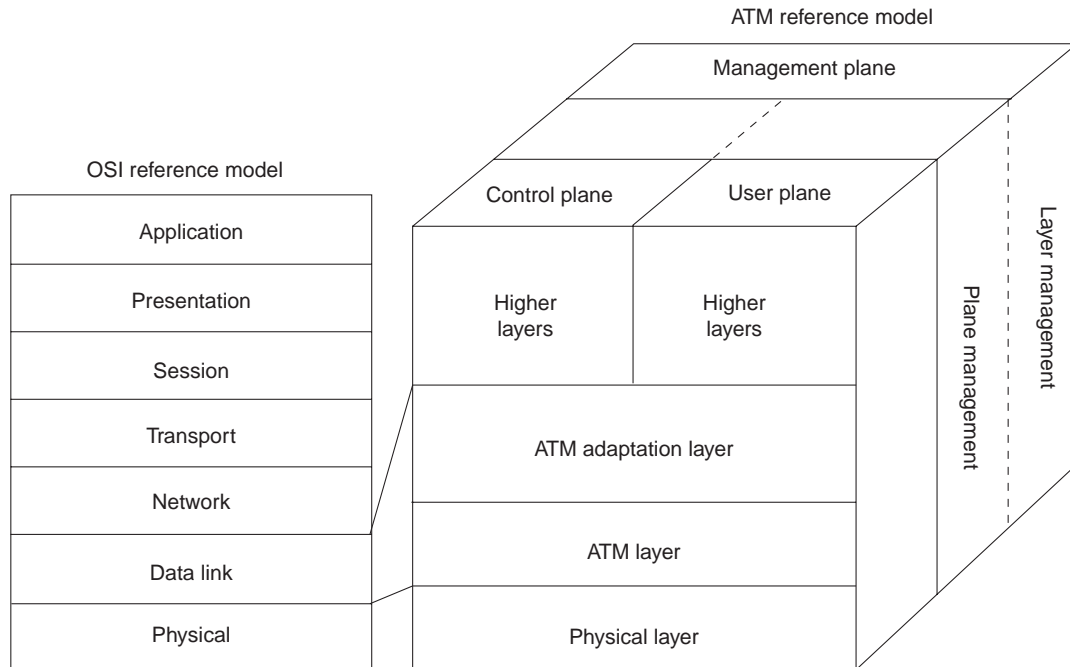 ATM reference model
Management plane
OSI reference model
Control plane
User plane
Application
Presentation
Session
Transport
Network
Data link
Physical
Higher
layers
Higher
layers
ATM adaptation layer
ATM layer
Physical layer
Plane management
Layer management